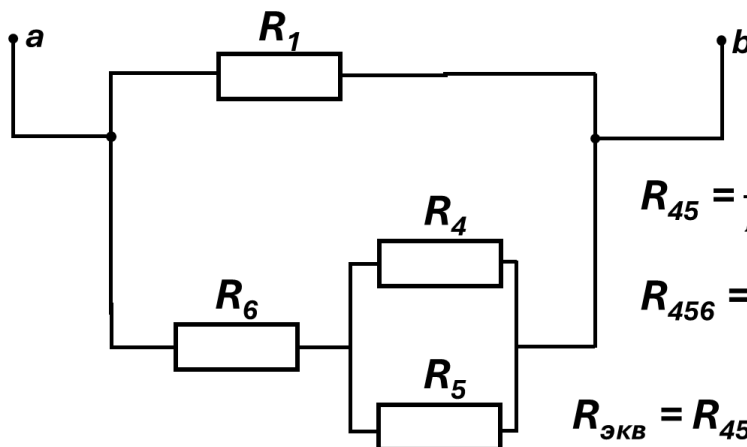 a
R₁
b
R₄
R₄₅ =
R₆
R₄₅₆ =
R₅
Rэкв = R₄₅